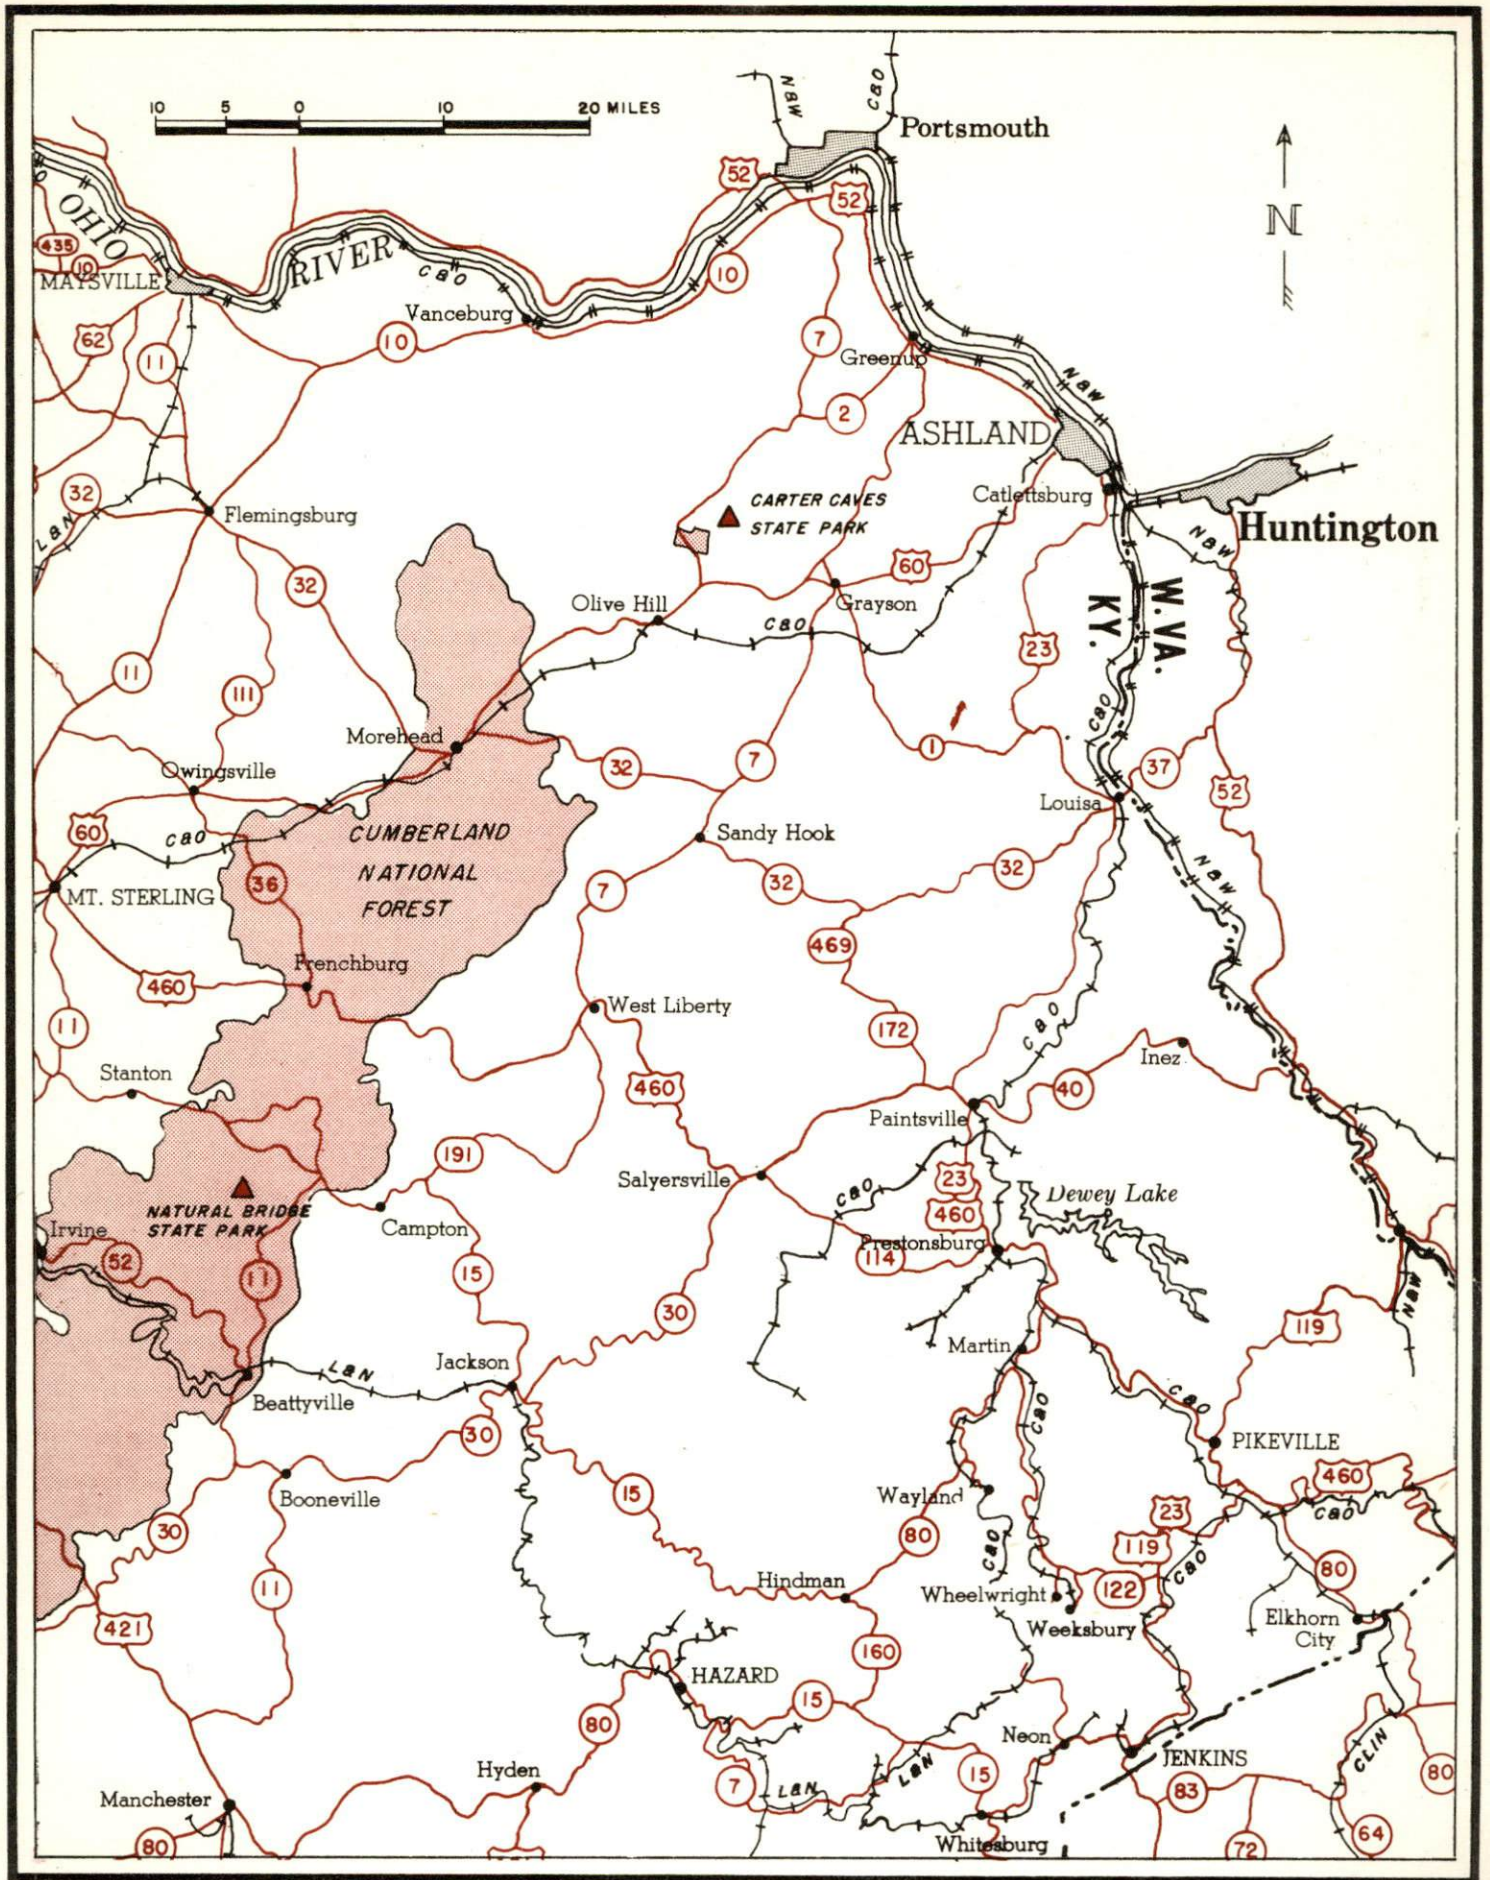 10 5 0 10 20 MILES
N&W
C&O
Portsmouth
52
52
N
OHIO
RIVER
435
10
MAYSVILLE
C&O
10
Vanceburg
10
62
11
7
Greenup
2
N&W
ASHLAND
32
L&N
Flemingsburg
CARTER CAVES
STATE PARK
Catlettsburg
Huntington
N&W
32
60
Olive Hill
Grayson
C&O
KY.
W. VA.
23
11
111
C&O
Morehead
32
7
1
37
Owingsville
52
Louisa
60
C&O
CUMBERLAND
NATIONAL
FOREST
Sandy Hook
N&W
36
MT. STERLING
7
32
32
469
Frenchburg
460
West Liberty
11
172
C&O
Inez
Stanton
460
40
Paintsville
191
Salyersville
23
460
C&O
Dewey Lake
NATURAL BRIDGE
STATE PARK
Irvine
52
Campton
Prestonsburg
114
11
15
30
119
N&W
Martin
Jackson
L&N
C&O
C&O
Beattyville
30
PIKEVILLE
460
C&O
Booneville
15
Wayland
23
30
80
119
C&O
C&O
80
11
Hindman
Wheelwright
122
Weeksbury
Elkhorn
City
421
160
HAZARD
15
80
Neon
JENKINS
CLIN
Hyden
7
L&N
L&N
15
83
80
Manchester
80
Whitesburg
72
64